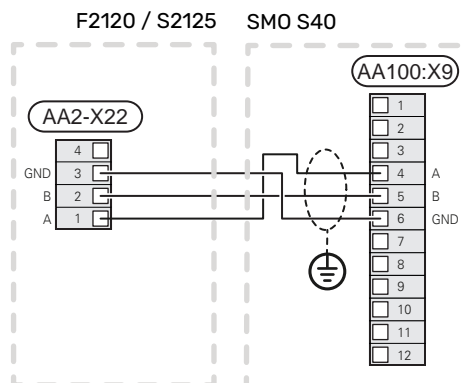 F2120 / S2125
SMO S40
AA2-X22
4
GND 3
B 2
A 1
AA100:X9
1
2
3
4 A
5 B
6 GND
7
8
9
10
11
12